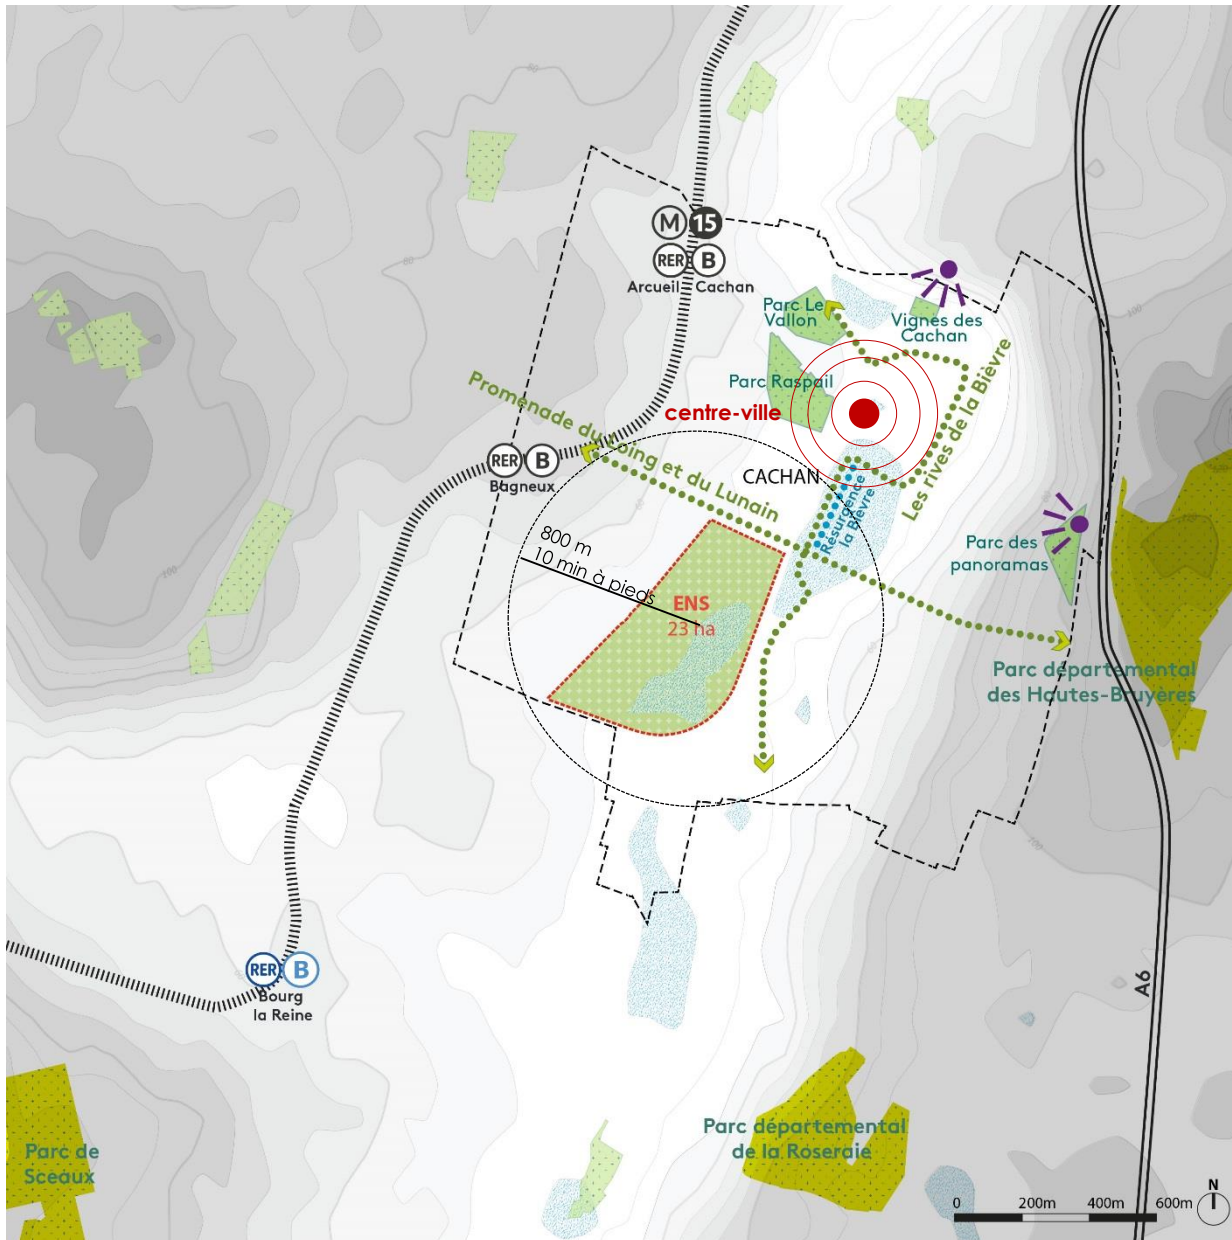 M 15
RER B
Arcueil Cachan
Parc Le
Vallon
Vignes des
Cachan
Parc Raspail
centre-ville
Les rives de la Bièvre
Promenade du Loing et du Lunain
RER B
Bagneux
CACHAN
Résurgence
la Bièvre
800 m
10 min à pieds
ENS
23 ha
Parc des
panoramas
Parc départemental
des Hautes-Bruyères
RER B
Bourg
la Reine
A6
Parc de
Sceaux
Parc départemental
de la Roseraie
N
0 200m 400m 600m